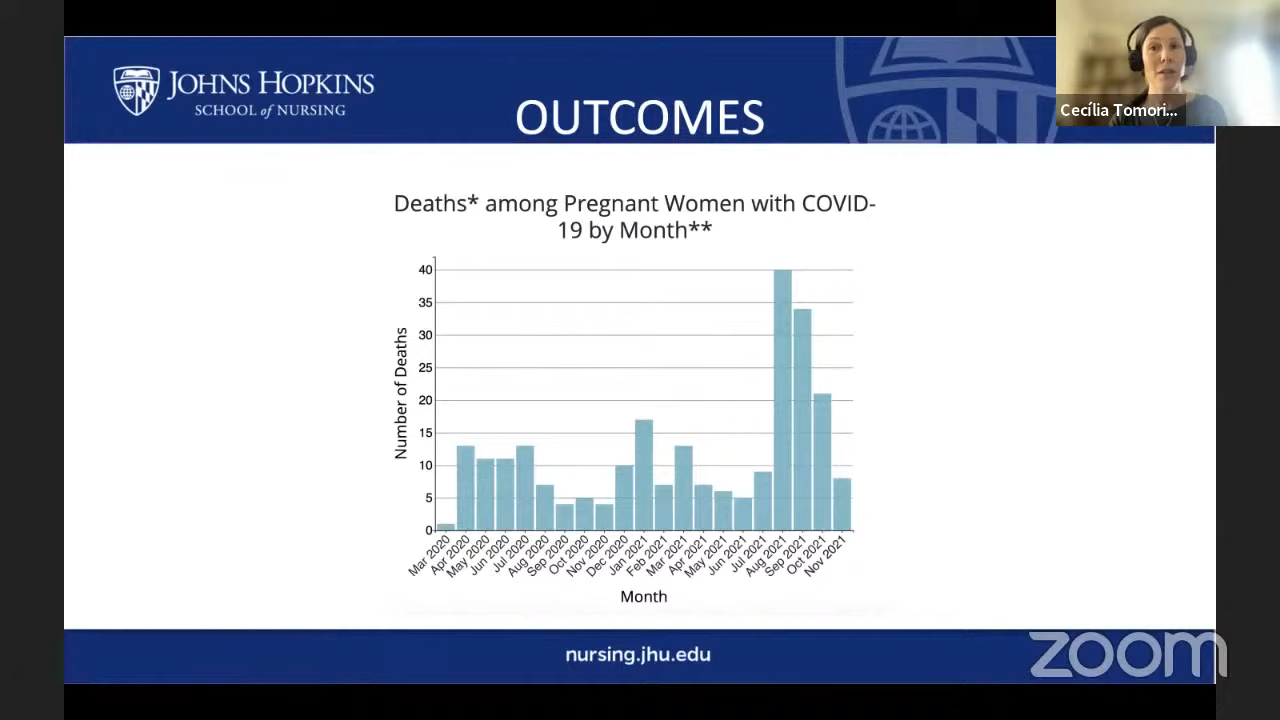 JOHNS HOPKINS
SCHOOL of NURSING
OUTCOMES
Cecília Tomori...
Deaths* among Pregnant Women with COVID-
19 by Month**
Number of Deaths
40
35
30
25
20
15
10
5
0
Mar 2020
Apr 2020
May 2020
Jun 2020
Jul 2020
Aug 2020
Sep 2020
Oct 2020
Nov 2020
Dec 2020
Jan 2021
Feb 2021
Mar 2021
Apr 2021
May 2021
Jun 2021
Jul 2021
Aug 2021
Sep 2021
Oct 2021
Nov 2021
Month
nursing.jhu.edu
zoom